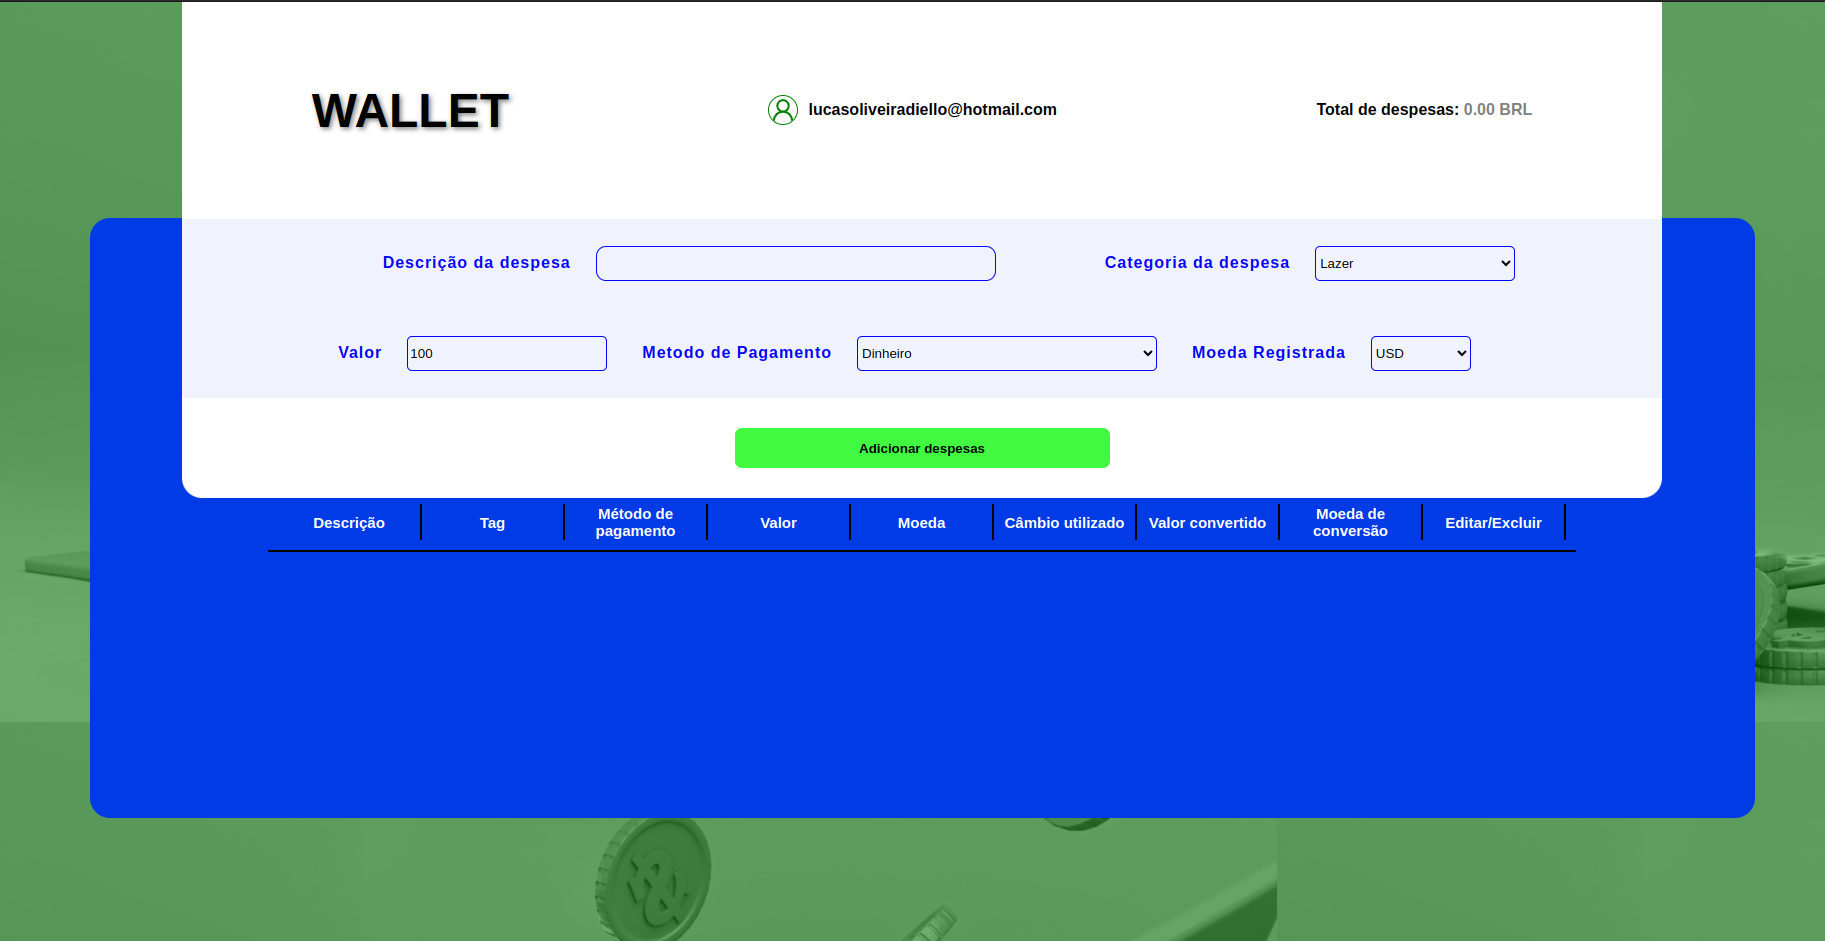 WALLET
lucasoliveiradiello@hotmail.com
Total de despesas: 0.00 BRL
Descrição da despesa
Categoria da despesa
Lazer
Valor
100
Metodo de Pagamento
Dinheiro
Moeda Registrada
USD
Adicionar despesas
Descrição
Tag
Método de
pagamento
Valor
Moeda
Câmbio utilizado
Valor convertido
Moeda de
conversão
Editar/Excluir